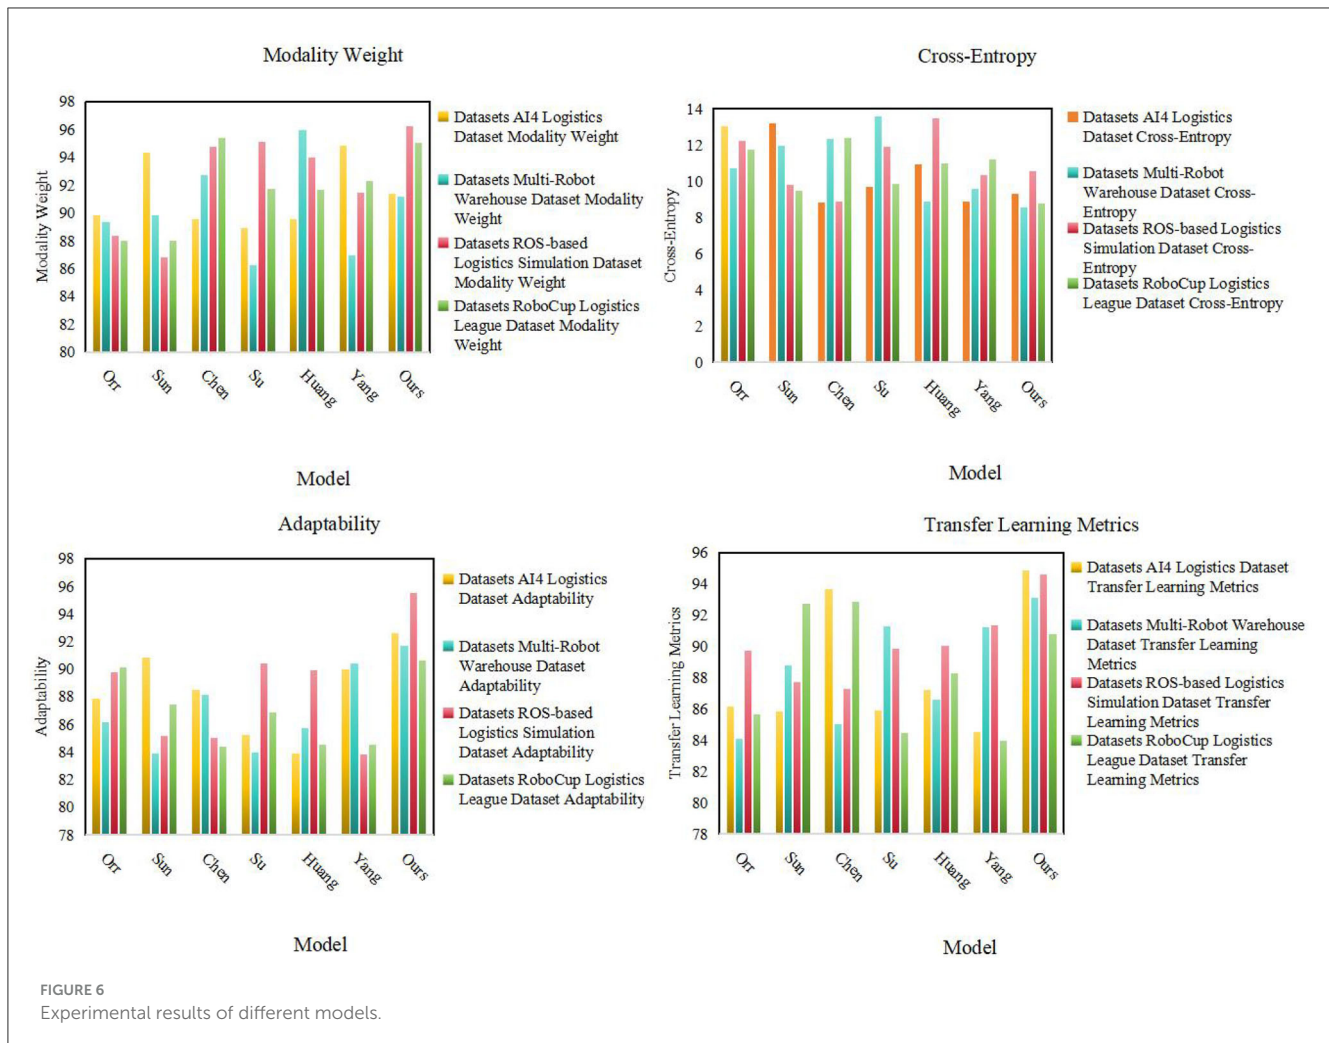 Modality Weight
Modality Weight
98
96
94
92
90
88
86
84
82
80
Orr
Sun
Chen
Su
Huang
Yang
Ours
Model
Datasets AI4 Logistics
Dataset Modality Weight
Datasets Multi-Robot
Warehouse Dataset Modality
Weight
Datasets ROS-based
Logistics Simulation Dataset
Modality Weight
Datasets RoboCup Logistics
League Dataset Modality
Weight
Cross-Entropy
Cross-Entropy
14
12
10
8
6
4
2
0
Orr
Sun
Chen
Su
Huang
Yang
Ours
Model
Datasets AI4 Logistics
Dataset Cross-Entropy
Datasets Multi-Robot
Warehouse Dataset Cross-
Entropy
Datasets ROS-based Logistics
Simulation Dataset Cross-
Entropy
Datasets RoboCup Logistics
League Dataset Cross-Entropy
Adaptability
Adaptability
98
96
94
92
90
88
86
84
82
80
78
Orr
Sun
Chen
Su
Huang
Yang
Ours
Model
Datasets AI4 Logistics
Dataset Adaptability
Datasets Multi-Robot
Warehouse Dataset
Adaptability
Datasets ROS-based
Logistics Simulation
Dataset Adaptability
Datasets RoboCup Logistics
League Dataset Adaptability
Transfer Learning Metrics
Transfer Learning Metrics
96
94
92
90
88
86
84
82
80
78
Orr
Sun
Chen
Su
Huang
Yang
Ours
Model
Datasets AI4 Logistics Dataset
Transfer Learning Metrics
Datasets Multi-Robot Warehouse
Dataset Transfer Learning
Metrics
Datasets ROS-based Logistics
Simulation Dataset Transfer
Learning Metrics
Datasets RoboCup Logistics
League Dataset Transfer
Learning Metrics
FIGURE 6
Experimental results of different models.